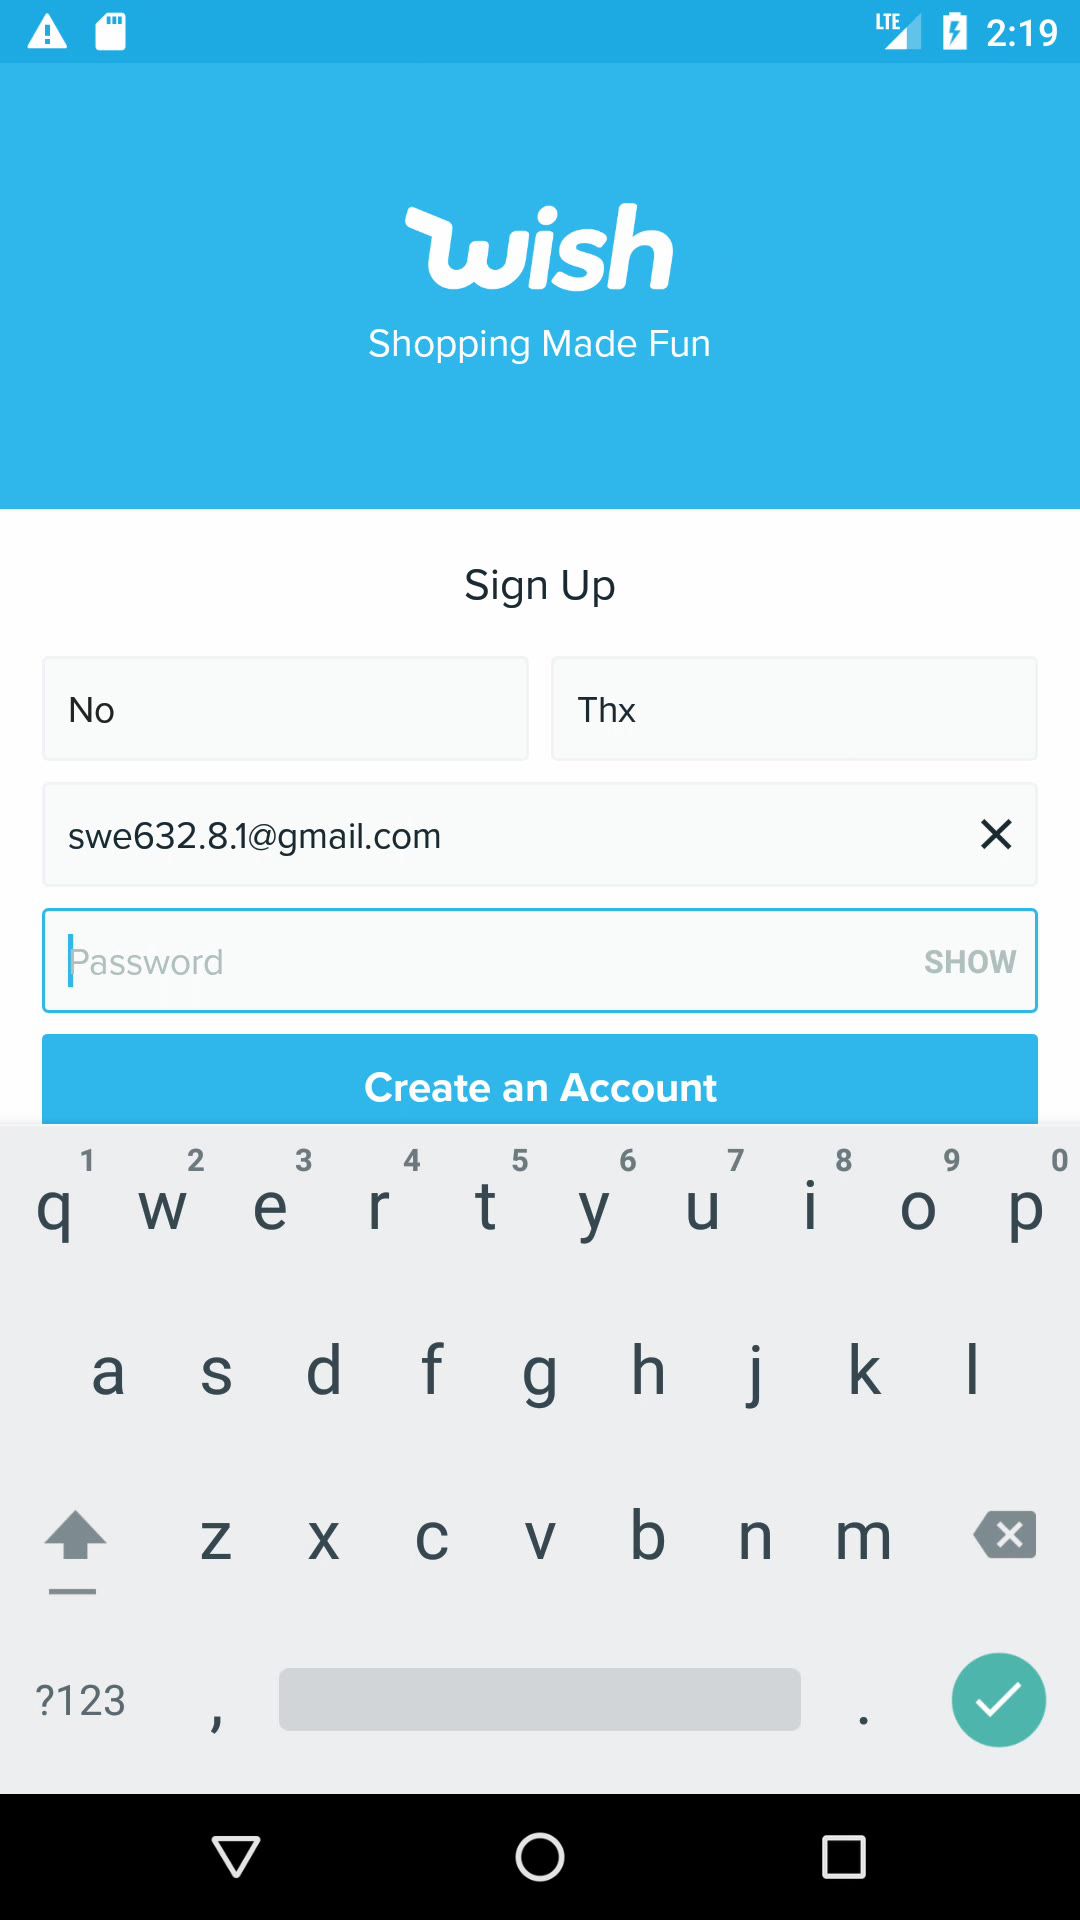 LTE 2:19
wish
Shopping Made Fun
Sign Up
No Thx
swe632.8.1@gmail.com
Password SHOW
Create an Account
1 2 3 4 5 6 7 8 9 0
q w e r t y u i o p
a s d f g h j k l
z x c v b n m
?123 , .